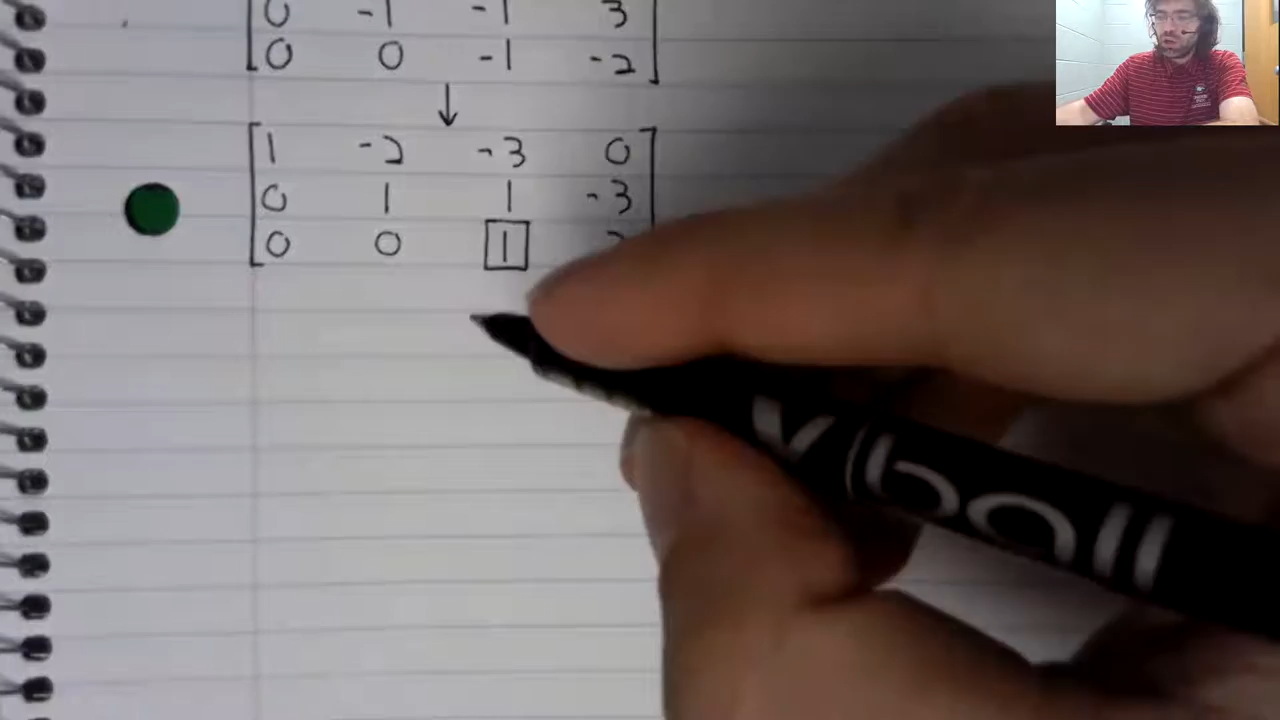 0 -1 -1 3
0 0 -1 -2
↓
1 -2 -3 0
0 1 1 -3
0 0 1
vball